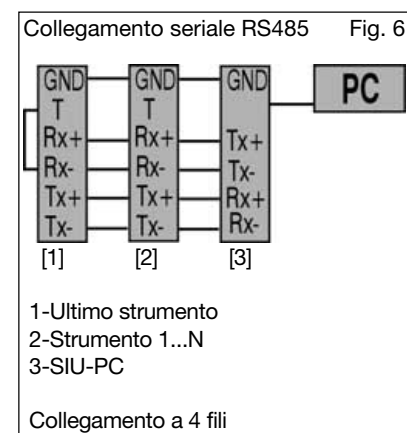 Collegamento seriale RS485 Fig. 6
GND GND GND PC
T T
Rx+ Rx+ Tx+
Rx- Rx- Tx-
Tx+ Tx+ Rx+
Tx- Tx- Rx-
[1] [2] [3]
1-Ultimo strumento
2-Strumento 1...N
3-SIU-PC
Collegamento a 4 fili